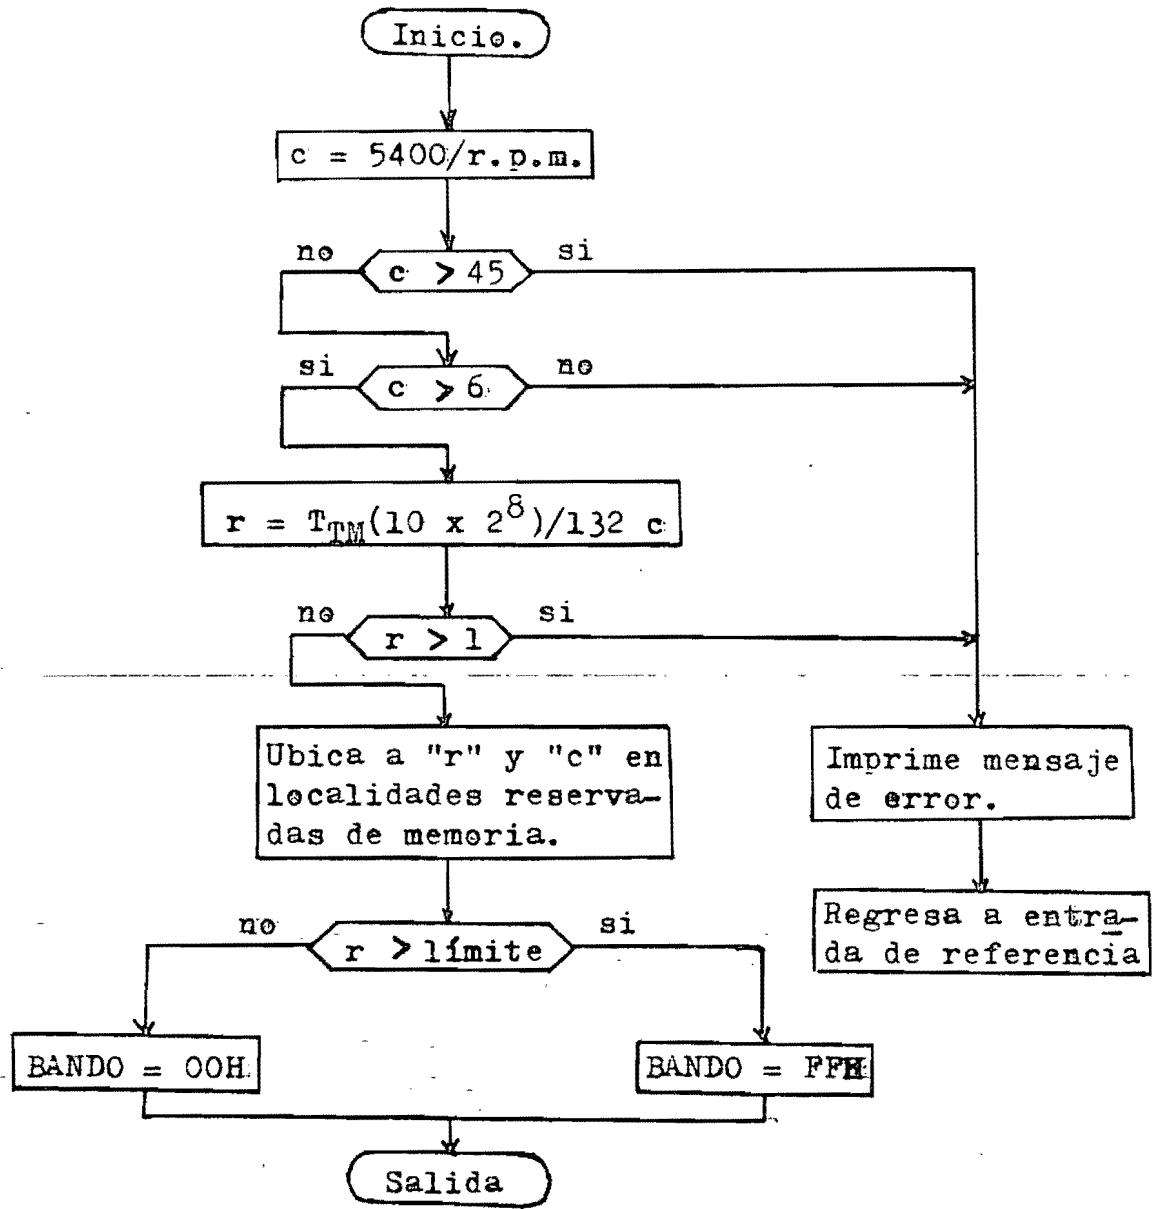 Inicio.
c = 5400/r.p.m.
no
c > 45
si
si
c > 6
no
r = T_TM(10 x 2^8)/132 c
no
r > 1
si
Ubica a "r" y "c" en
localidades reserva-
das de memoria.
Imprime mensaje
de error.
Regresa a entra-
da de referencia
no
r > límite
si
BANDO = 00H
BANDO = FFH
Salida